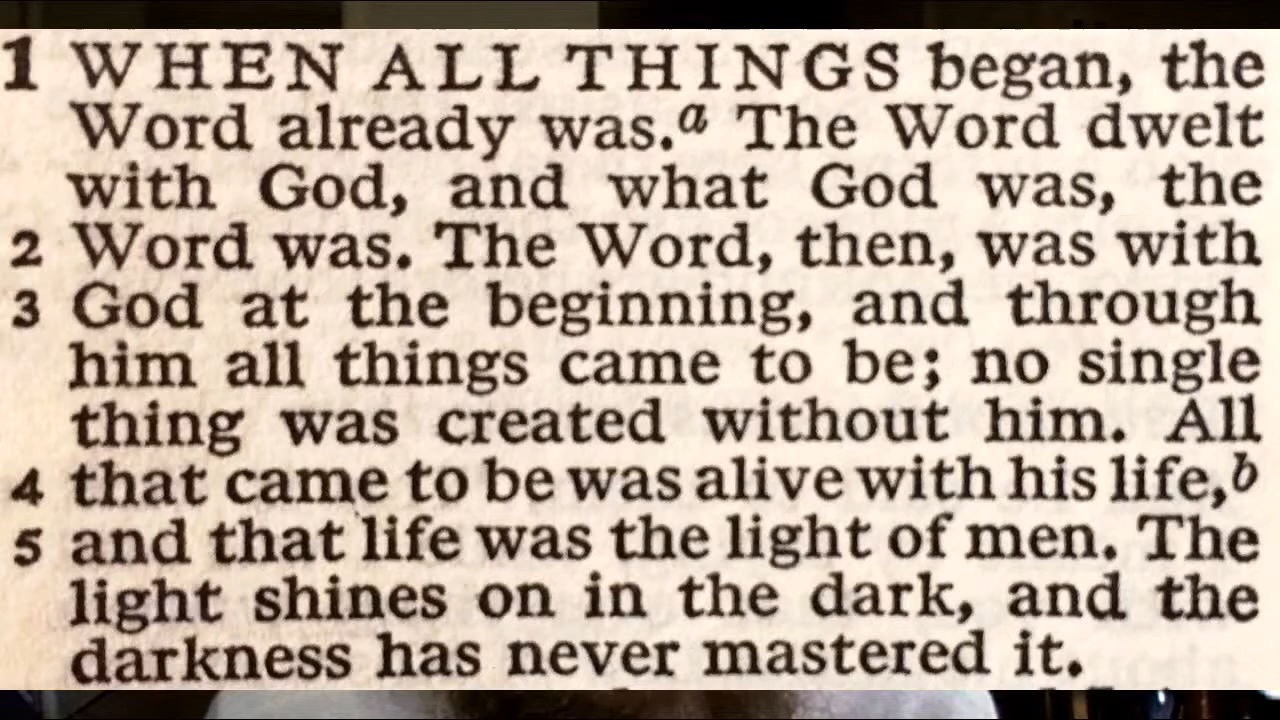 1 WHEN ALL THINGS began, the
Word already was.a The Word dwelt
with God, and what God was, the
2 Word was. The Word, then, was with
3 God at the beginning, and through
him all things came to be; no single
thing was created without him. All
4 that came to be was alive with his life,b
5 and that life was the light of men. The
light shines on in the dark, and the
darkness has never mastered it.